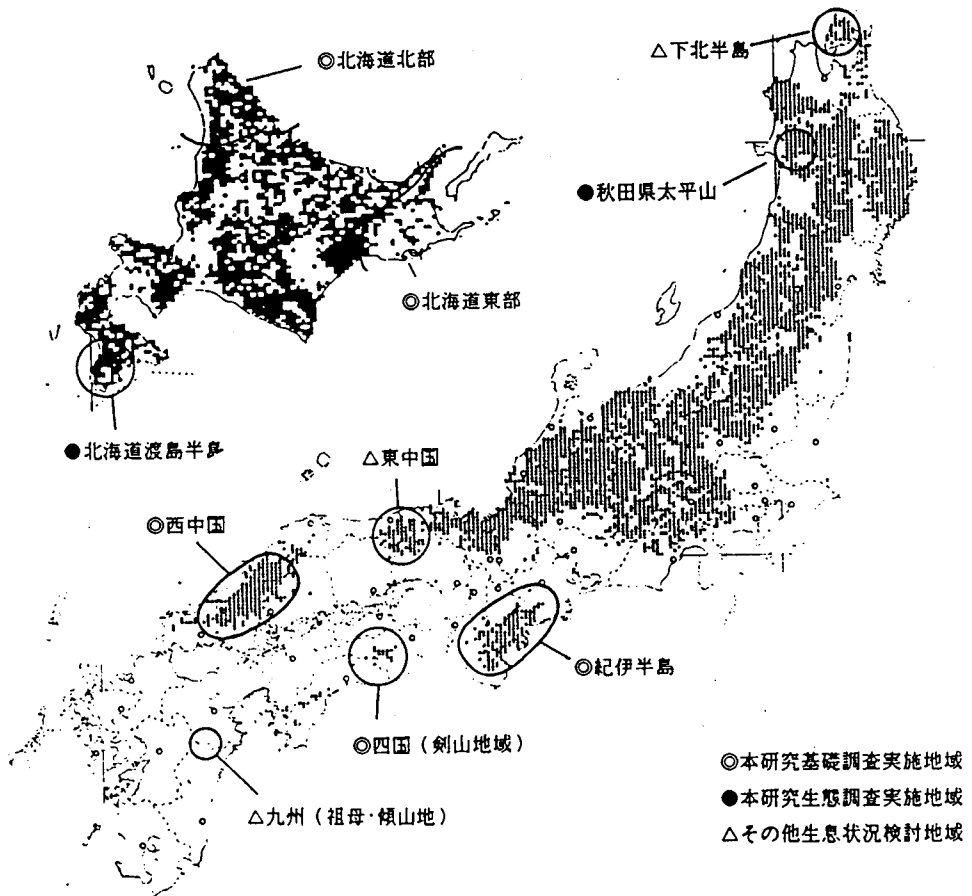 ◎北海道北部
△下北半島
●秋田県太平山
◎北海道東部
●北海道渡島半島
△東中国
◎西中国
◎紀伊半島
◎四国(剣山地域)
△九州(祖母·傾山地)
◎本研究基礎調査実施地域
●本研究生態調査実施地域
△その他生息状況検討地域